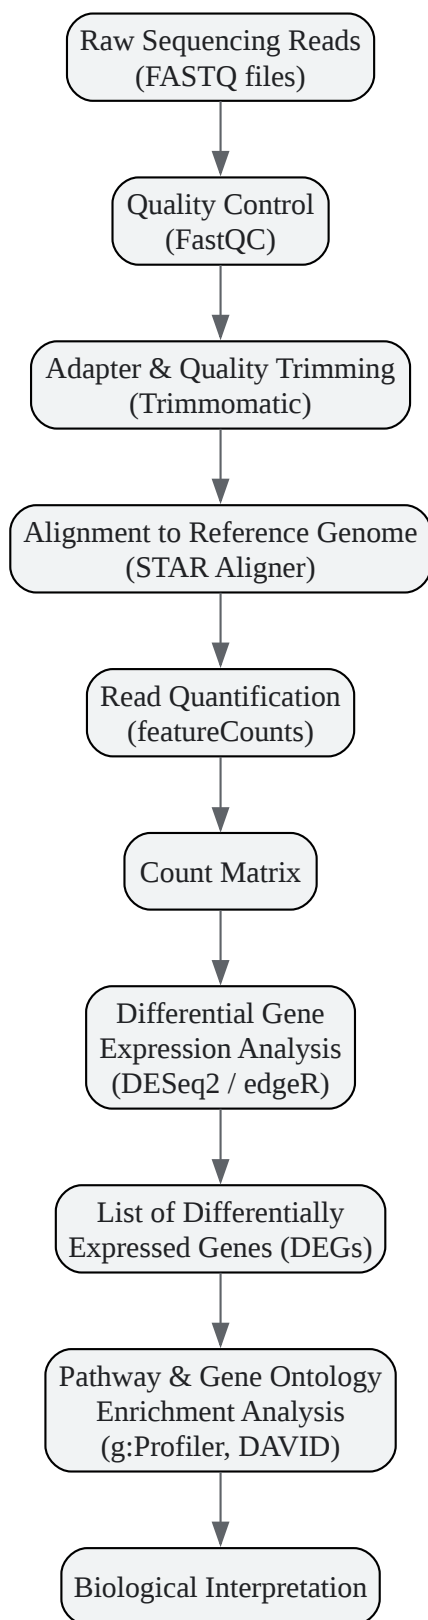 Raw Sequencing Reads
(FASTQ files)
Quality Control
(FastQC)
Adapter & Quality Trimming
(Trimmomatic)
Alignment to Reference Genome
(STAR Aligner)
Read Quantification
(featureCounts)
Count Matrix
Differential Gene
Expression Analysis
(DESeq2 / edgeR)
List of Differentially
Expressed Genes (DEGs)
Pathway & Gene Ontology
Enrichment Analysis
(g:Profiler, DAVID)
Biological Interpretation